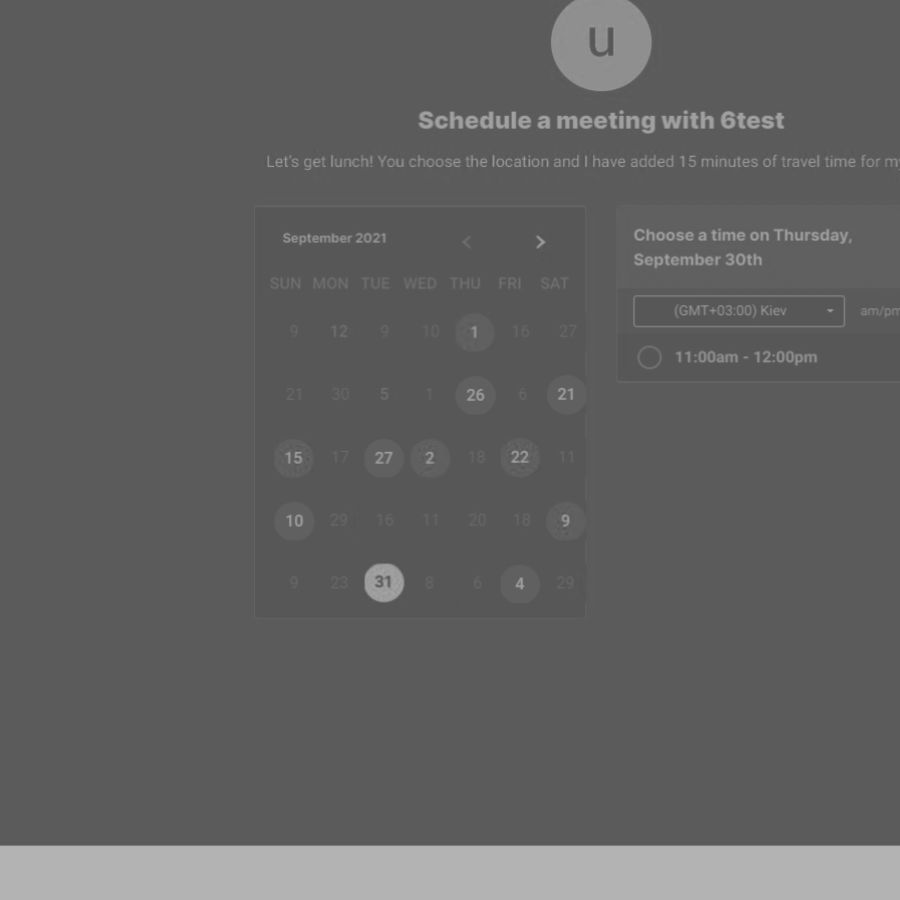 u
Schedule a meeting with 6test
Let's get lunch! You choose the location and I have added 15 minutes of travel time for
September 2021
SUN MON TUE WED THU FRI SAT
9 12 9 10 1 16 27
21 30 5 1 26 6 21
15 17 27 2 18 22 11
10 29 16 11 20 18 9
9 23 31 8 6 4 29
Choose a time on Thursday,
September 30th
(GMT+03:00) Kiev am/pm
11:00am - 12:00pm